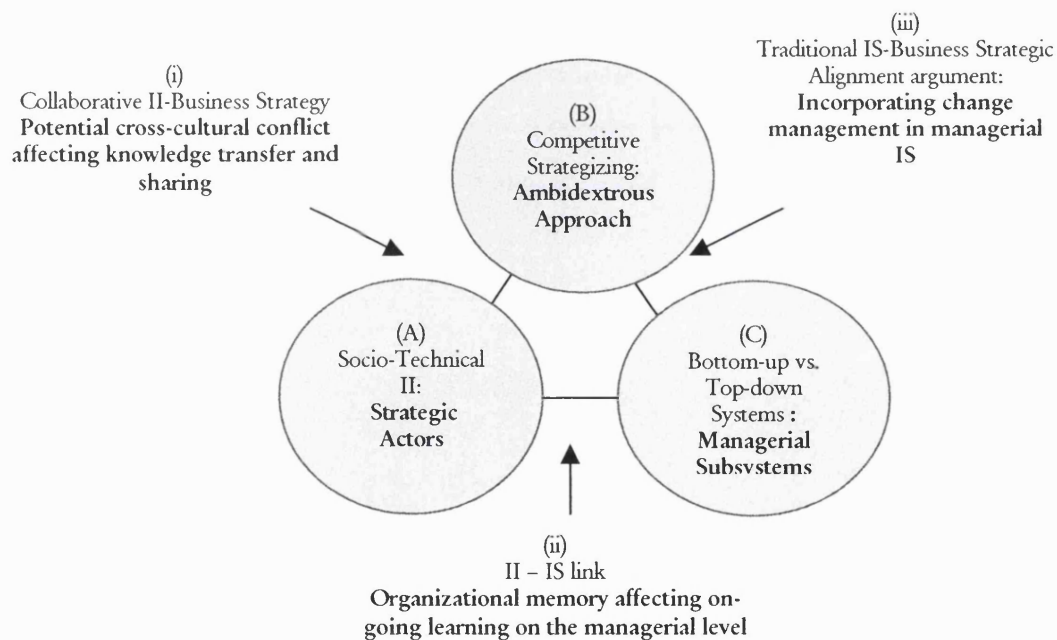 (i)
Collaborative II-Business Strategy
Potential cross-cultural conflict
affecting knowledge transfer and
sharing
(iii)
Traditional IS-Business Strategic
Alignment argument:
Incorporating change
management in managerial
IS
(B)
Competitive
Strategizing:
Ambidextrous
Approach
(A)
Socio-Technical
II:
Strategic
Actors
(C)
Bottom-up vs.
Top-down
Systems :
Managerial
Subsystems
(ii)
II – IS link
Organizational memory affecting on-
going learning on the managerial level